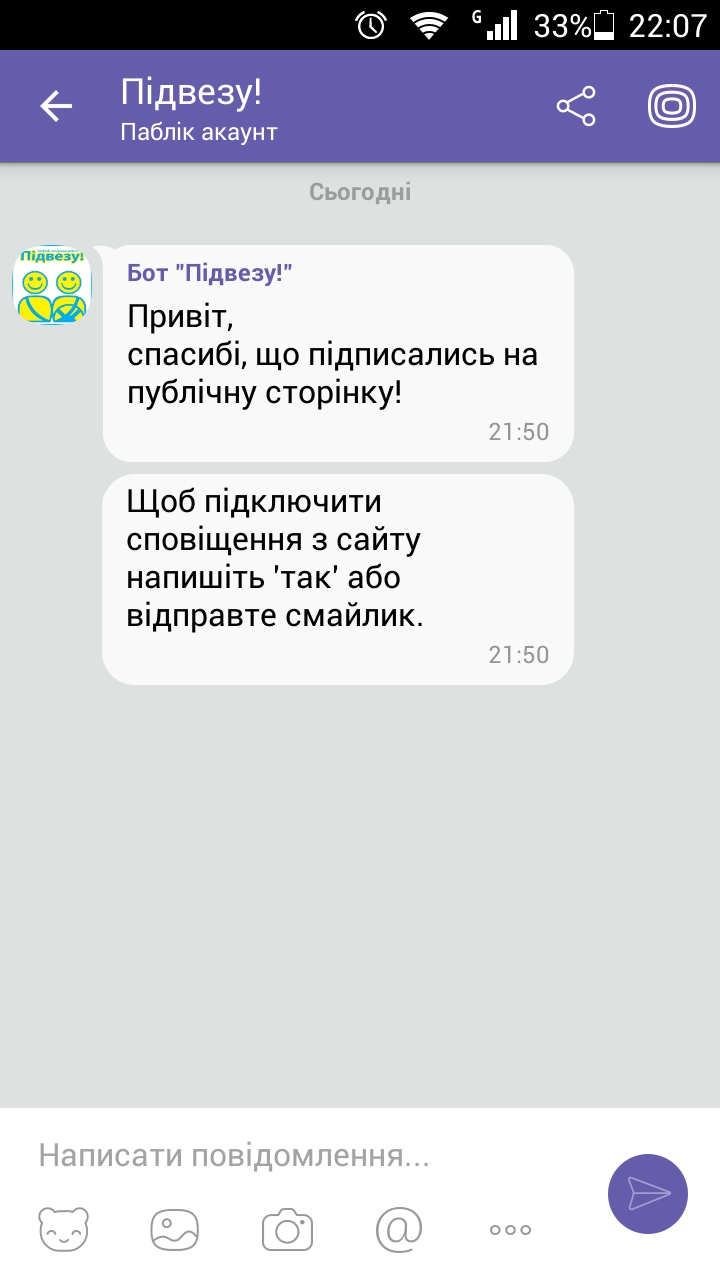 G 33% 22:07
Підвезу!
Паблік акаунт
Сьогодні
Підвезу!
Бот "Підвезу!"
Привіт,
спасибі, що підписались на
публічну сторінку!
21:50
Щоб підключити
сповіщення з сайту
напишіть 'так' або
відправте смайлик.
21:50
Написати повідомлення...